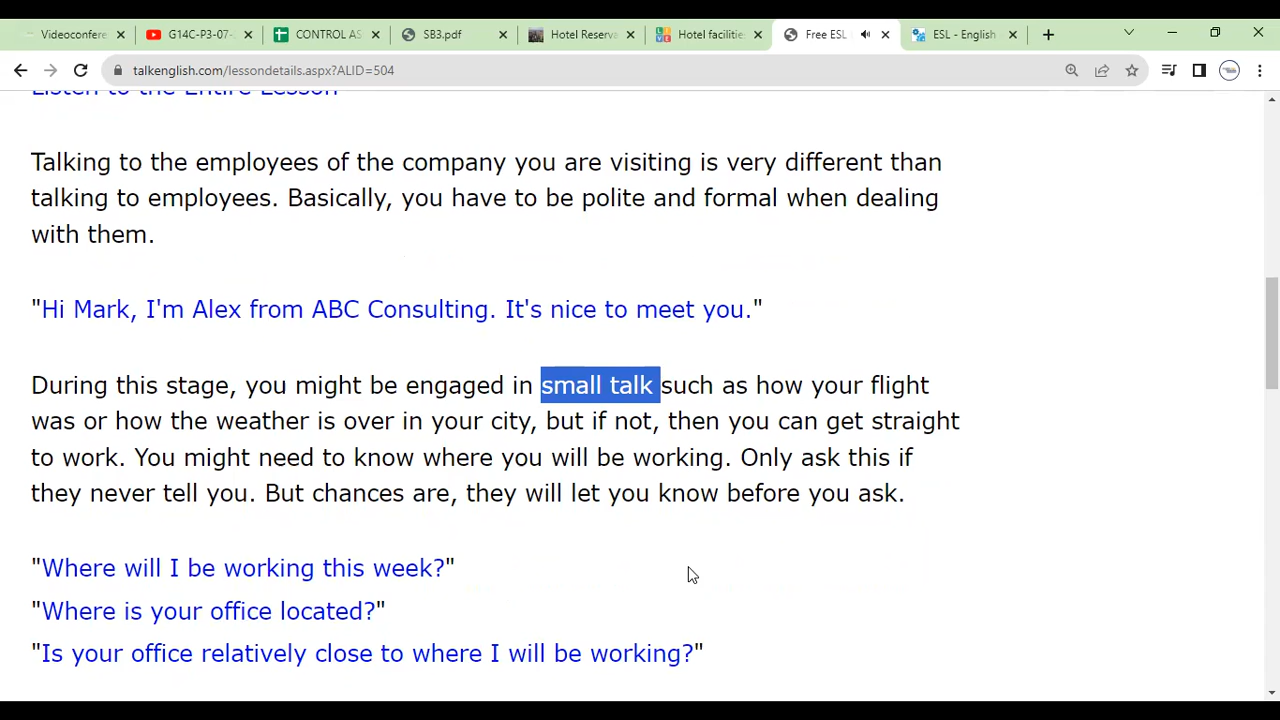 Videoconfere
G14C-P3-07-
CONTROL AS
SB3.pdf
Hotel Reserva
Hotel facilitie
Free ESL
ESL - English
talkenglish.com/lessondetails.aspx?ALID=504
Listen to the Entire Lesson
Talking to the employees of the company you are visiting is very different than
talking to employees. Basically, you have to be polite and formal when dealing
with them.
"Hi Mark, I'm Alex from ABC Consulting. It's nice to meet you."
During this stage, you might be engaged in small talk such as how your flight
was or how the weather is over in your city, but if not, then you can get straight
to work. You might need to know where you will be working. Only ask this if
they never tell you. But chances are, they will let you know before you ask.
"Where will I be working this week?"
"Where is your office located?"
"Is your office relatively close to where I will be working?"